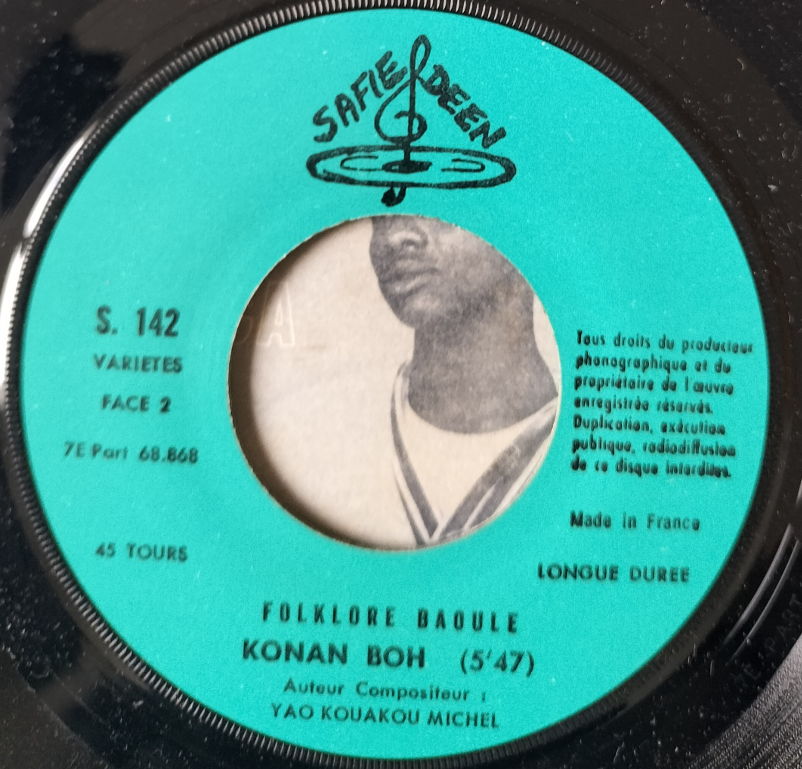 SAFIE DEEN
S. 142
VARIETES
FACE 2
7E Part 68.868
45 TOURS
Tous droits du producteur
phonographique et du
propriétaire de l'œuvre
enregistrée réservés.
Duplication, exécution
publique, radiodiffusion
de ce disque interdites.
Made in France
LONGUE DUREE
FOLKLORE BAOULE
KONAN BOH (5'47)
Auteur Compositeur :
YAO KOUAKOU MICHEL